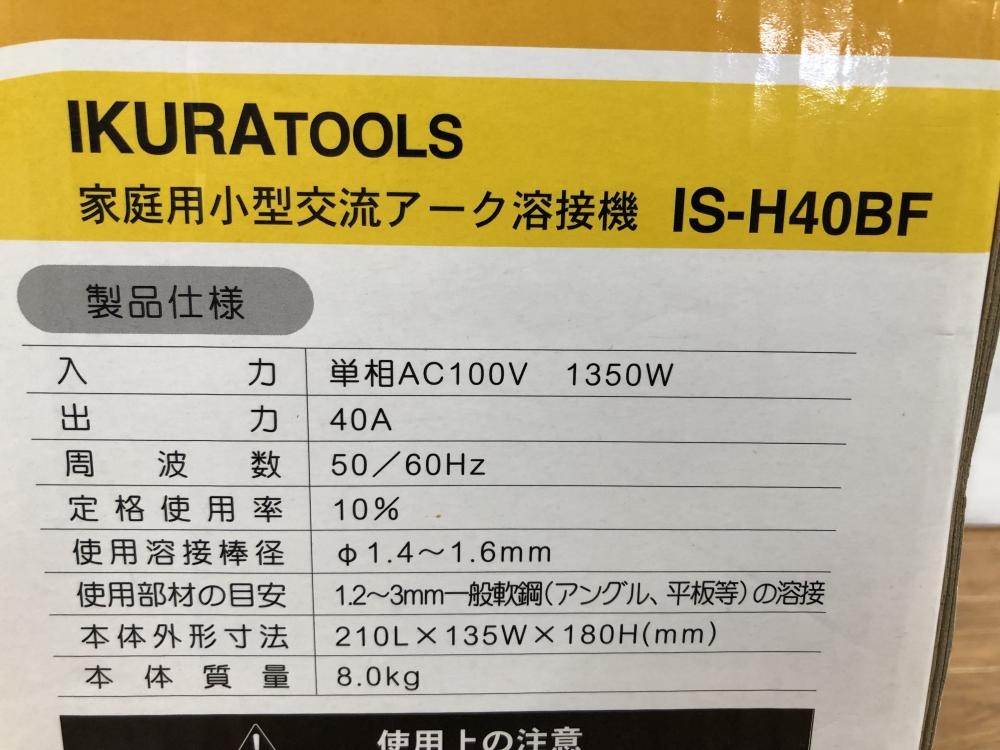 IKURATOOLS
家庭用小型交流アーク溶接機 IS-H40BF
製品仕様
入力 単相AC100V 1350W
出力 40A
周波数 50／60Hz
定格使用率 10%
使用溶接棒径 φ1.4～1.6mm
使用部材の目安 1.2～3mm一般軟鋼（アングル、平板等）の溶接
本体外形寸法 210L×135W×180H(mm)
本体質量 8.0kg
使用上の注意